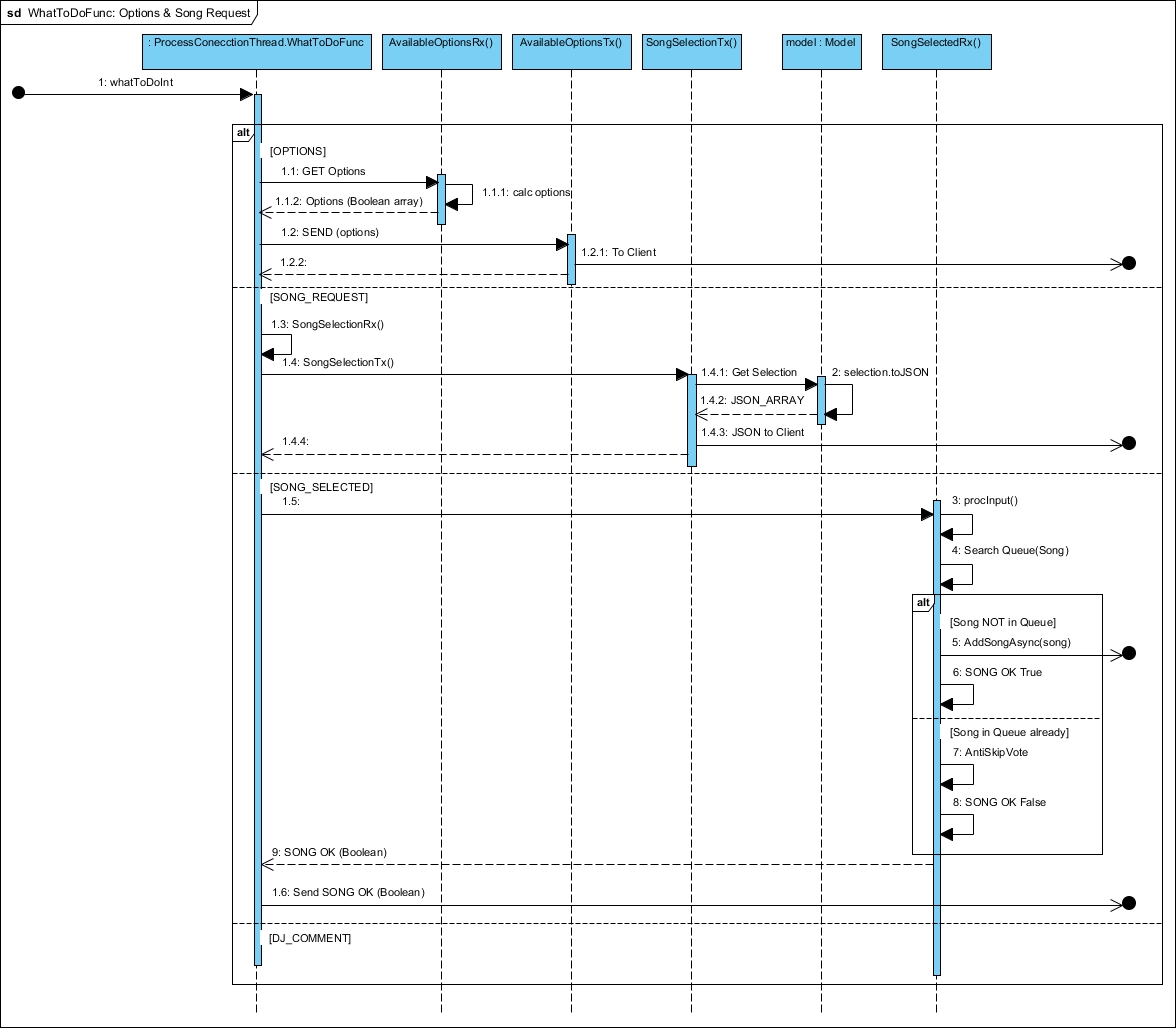 sd WhatToDoFunc: Options & Song Request
: ProcessConecctionThread.WhatToDoFunc
AvailableOptionsRx()
AvailableOptionsTx()
SongSelectionTx()
model : Model
SongSelectedRx()
1: whatToDoInt
alt
[OPTIONS]
1.1: GET Options
1.1.1: calc options
1.1.2: Options (Boolean array)
1.2: SEND (options)
1.2.1: To Client
1.2.2:
[SONG_REQUEST]
1.3: SongSelectionRx()
1.4: SongSelectionTx()
1.4.1: Get Selection
2: selection.toJSON
1.4.2: JSON_ARRAY
1.4.3: JSON to Client
1.4.4:
[SONG_SELECTED]
1.5:
3: procInput()
4: Search Queue(Song)
alt
[Song NOT in Queue]
5: AddSongAsync(song)
6: SONG OK True
[Song in Queue already]
7: AntiSkipVote
8: SONG OK False
9: SONG OK (Boolean)
1.6: Send SONG OK (Boolean)
[DJ_COMMENT]